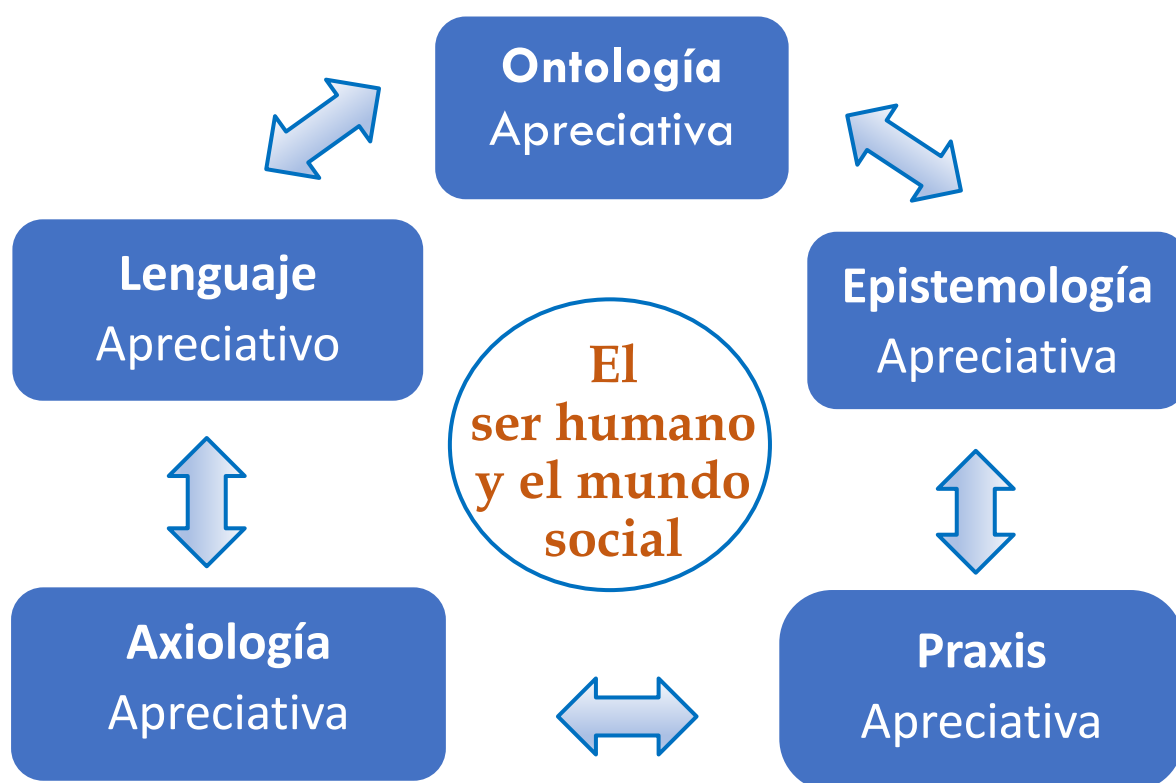 Ontología
Apreciativa
Lenguaje
Apreciativo
Epistemología
Apreciativa
El
ser humano
y el mundo
social
Axiología
Apreciativa
Praxis
Apreciativa